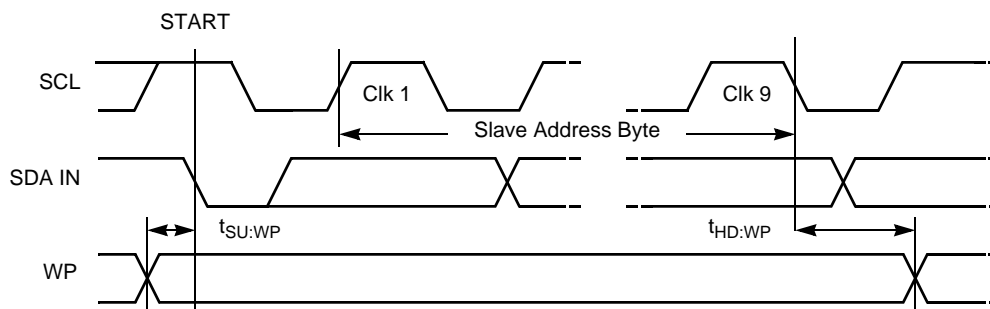 START
SCL
Clk 1
Clk 9
Slave Address Byte
SDA IN
tSU:WP
tHD:WP
WP